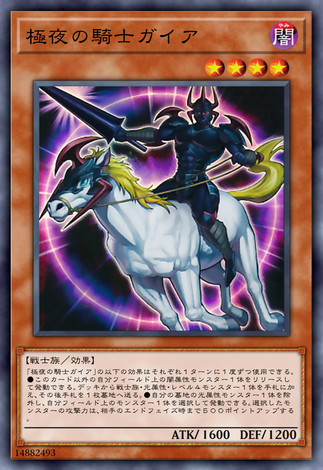 極夜の騎士ガイア
やみ
闇
【戦士族／効果】
「極夜の騎士ガイア」の以下の効果はそれぞれ１ターンに１度ずつ使用できる。
●このカード以外の自分フィールド上の闇属性モンスター１体をリリースし
て発動できる。デッキから戦士族・光属性・レベル４モンスター１体を手札に加
え、その後手札を１枚墓地へ送る。●自分の墓地の光属性モンスター１体を除
外し、自分フィールド上のモンスター１体を選択して発動できる。選択したモ
ンスターの攻撃力は、相手のエンドフェイズ時まで５００ポイントアップする
ATK/ 1600 DEF/1200
14882493